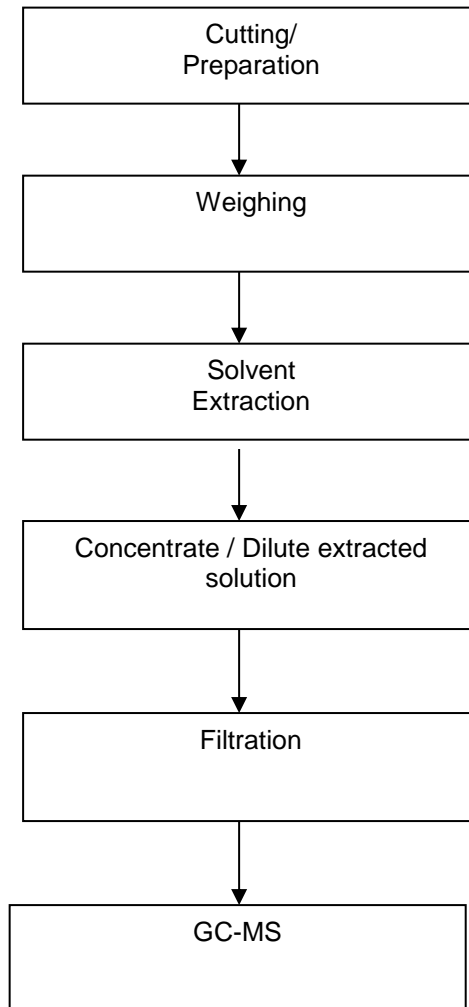 Cutting/
Preparation
Weighing
Solvent
Extraction
Concentrate / Dilute extracted
solution
Filtration
GC-MS